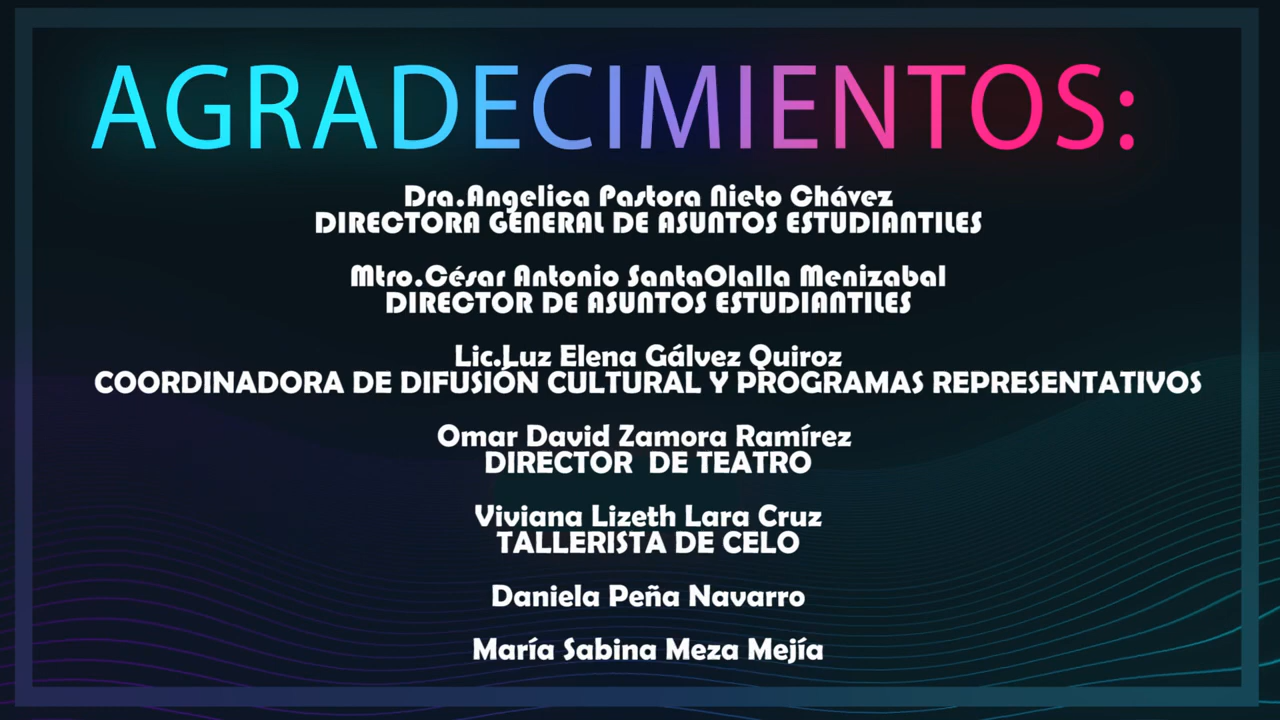 AGRADECIMIENTOS:
Dra.Angelica Pastora Nieto Chávez
DIRECTORA GENERAL DE ASUNTOS ESTUDIANTILES
Mtro.César Antonio SantaOlalla Menizabal
DIRECTOR DE ASUNTOS ESTUDIANTILES
Lic.Luz Elena Gálvez Quiroz
COORDINADORA DE DIFUSIÓN CULTURAL Y PROGRAMAS REPRESENTATIVOS
Omar David Zamora Ramírez
DIRECTOR  DE TEATRO
Viviana Lizeth Lara Cruz
TALLERISTA DE CELO
Daniela Peña Navarro
María Sabina Meza Mejía